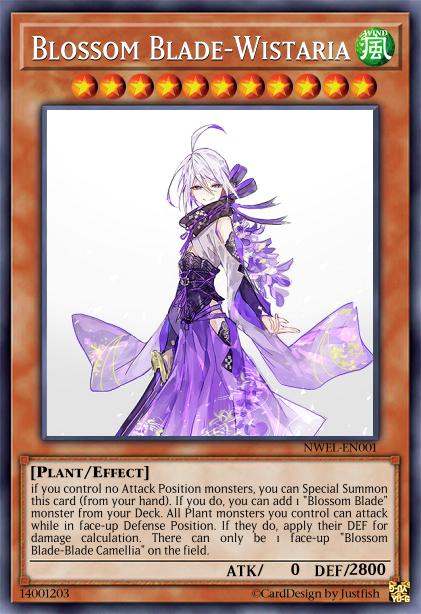 BLOSSOM BLADE-WISTARIA
WIND
風
NWEL-EN001
[PLANT/EFFECT]
if you control no Attack Position monsters, you can Special Summon
this card (from your hand). If you do, you can add 1 "Blossom Blade"
monster from your Deck. All Plant monsters you control can attack
while in face-up Defense Position. If they do, apply their DEF for
damage calculation. There can only be 1 face-up "Blossom
Blade-Blade Camellia" on the field.
ATK/ 0 DEF/2800
14001203
©CardDesign by Justfish